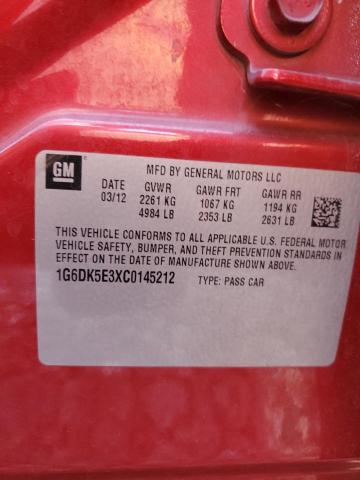 GM
MFD BY GENERAL MOTORS LLC
DATE GVWR GAWR FRT GAWR RR
03/12 2261 KG 1067 KG 1194 KG
4984 LB 2353 LB 2631 LB
THIS VEHICLE CONFORMS TO ALL APPLICABLE U.S. FEDERAL MOTOR
VEHICLE SAFETY, BUMPER, AND THEFT PREVENTION STANDARDS IN
EFFECT ON THE DATE OF MANUFACTURE SHOWN ABOVE.
1G6DK5E3XC0145212 TYPE: PASS CAR